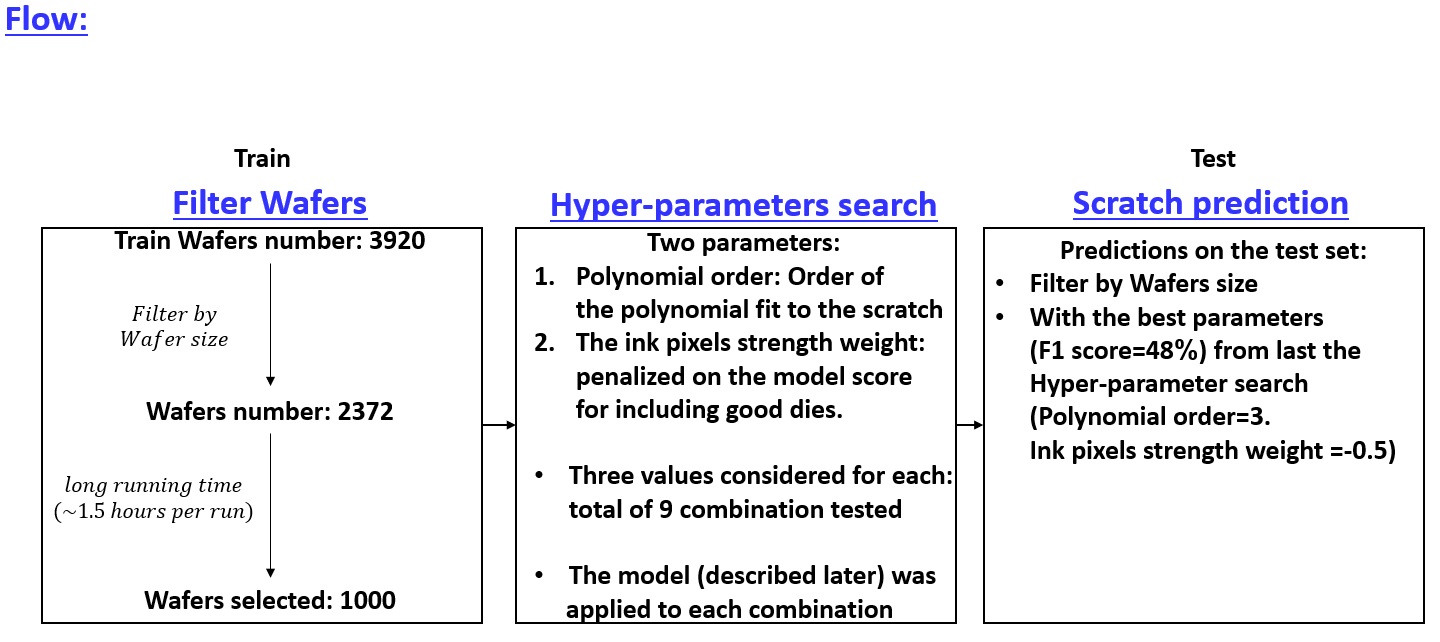 Flow:
Train
Filter Wafers
Train Wafers number: 3920
Filter by
Wafer size
Wafers number: 2372
long running time
(~1.5 hours per run)
Wafers selected: 1000
Hyper-parameters search
Two parameters:
1. Polynomial order: Order of
the polynomial fit to the scratch
2. The ink pixels strength weight:
penalized on the model score
for including good dies.
• Three values considered for each:
total of 9 combination tested
• The model (described later) was
applied to each combination
Test
Scratch prediction
Predictions on the test set:
• Filter by Wafers size
• With the best parameters
(F1 score=48%) from last the
Hyper-parameter search
(Polynomial order=3.
Ink pixels strength weight =-0.5)